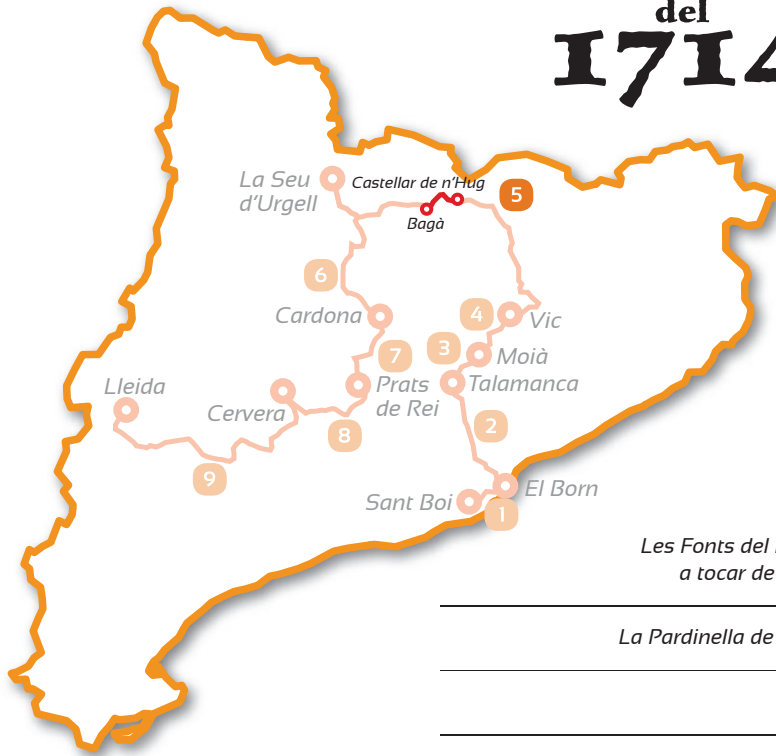 del
1714
La Seu
d'Urgell
Castellar de n'Hug
5
Bagà
6
Cardona
4
Vic
3
Moià
7
Talamanca
Prats
de Rei
Lleida
Cervera
8
2
9
El Born
Sant Boi
1
Les Fonts del
a tocar de
La Pardinella de